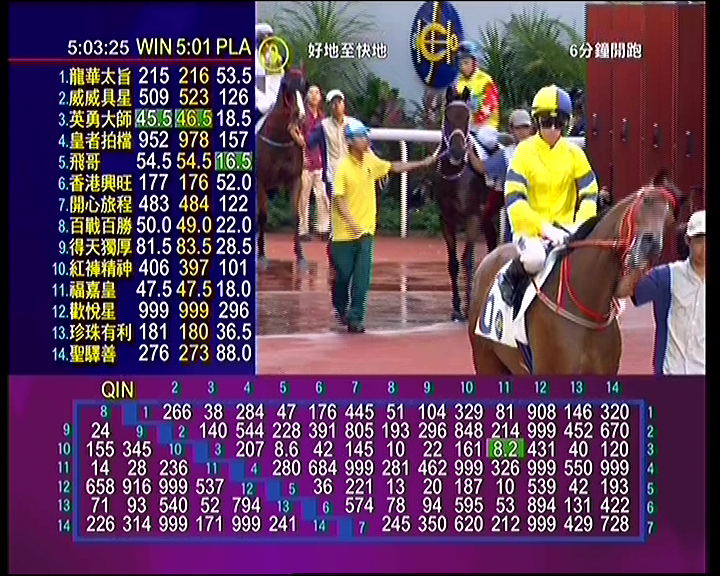 5:03:25 WIN 5:01 PLA
好地至快地 6分鐘開跑
1.龍華太旨 215 216 53.5
2.威威具星 509 523 126
3.英勇大師 45.5 46.5 18.5
4.皇者拍檔 952 978 157
5.飛哥 54.5 54.5 16.5
6.香港興旺 177 176 52.0
7.開心旅程 483 484 122
8.百戰百勝 50.0 49.0 22.0
9.得天獨厚 81.5 83.5 28.5
10.紅褲精神 406 397 101
11.福嘉皇 47.5 47.5 18.0
12.歡悅星 999 999 296
13.珍珠有利 181 180 36.5
14.聖驛善 276 273 88.0
QIN 2 3 4 5 6 7 8 9 10 11 12 13 14
8 1 266 38 284 47 176 445 51 104 329 81 908 146 320 1
9 24 9 2 140 544 228 391 805 193 296 848 214 999 452 670 2
10 155 345 10 3 207 8.6 42 145 10 22 161 8.2 431 40 120 3
11 14 28 236 11 4 280 684 999 281 462 999 326 999 550 999 4
12 658 916 999 537 12 5 36 221 13 20 187 10 539 42 193 5
13 71 93 540 52 794 13 6 574 78 94 595 53 894 131 422 6
14 226 314 999 171 999 241 14 7 245 350 620 212 999 429 728 7